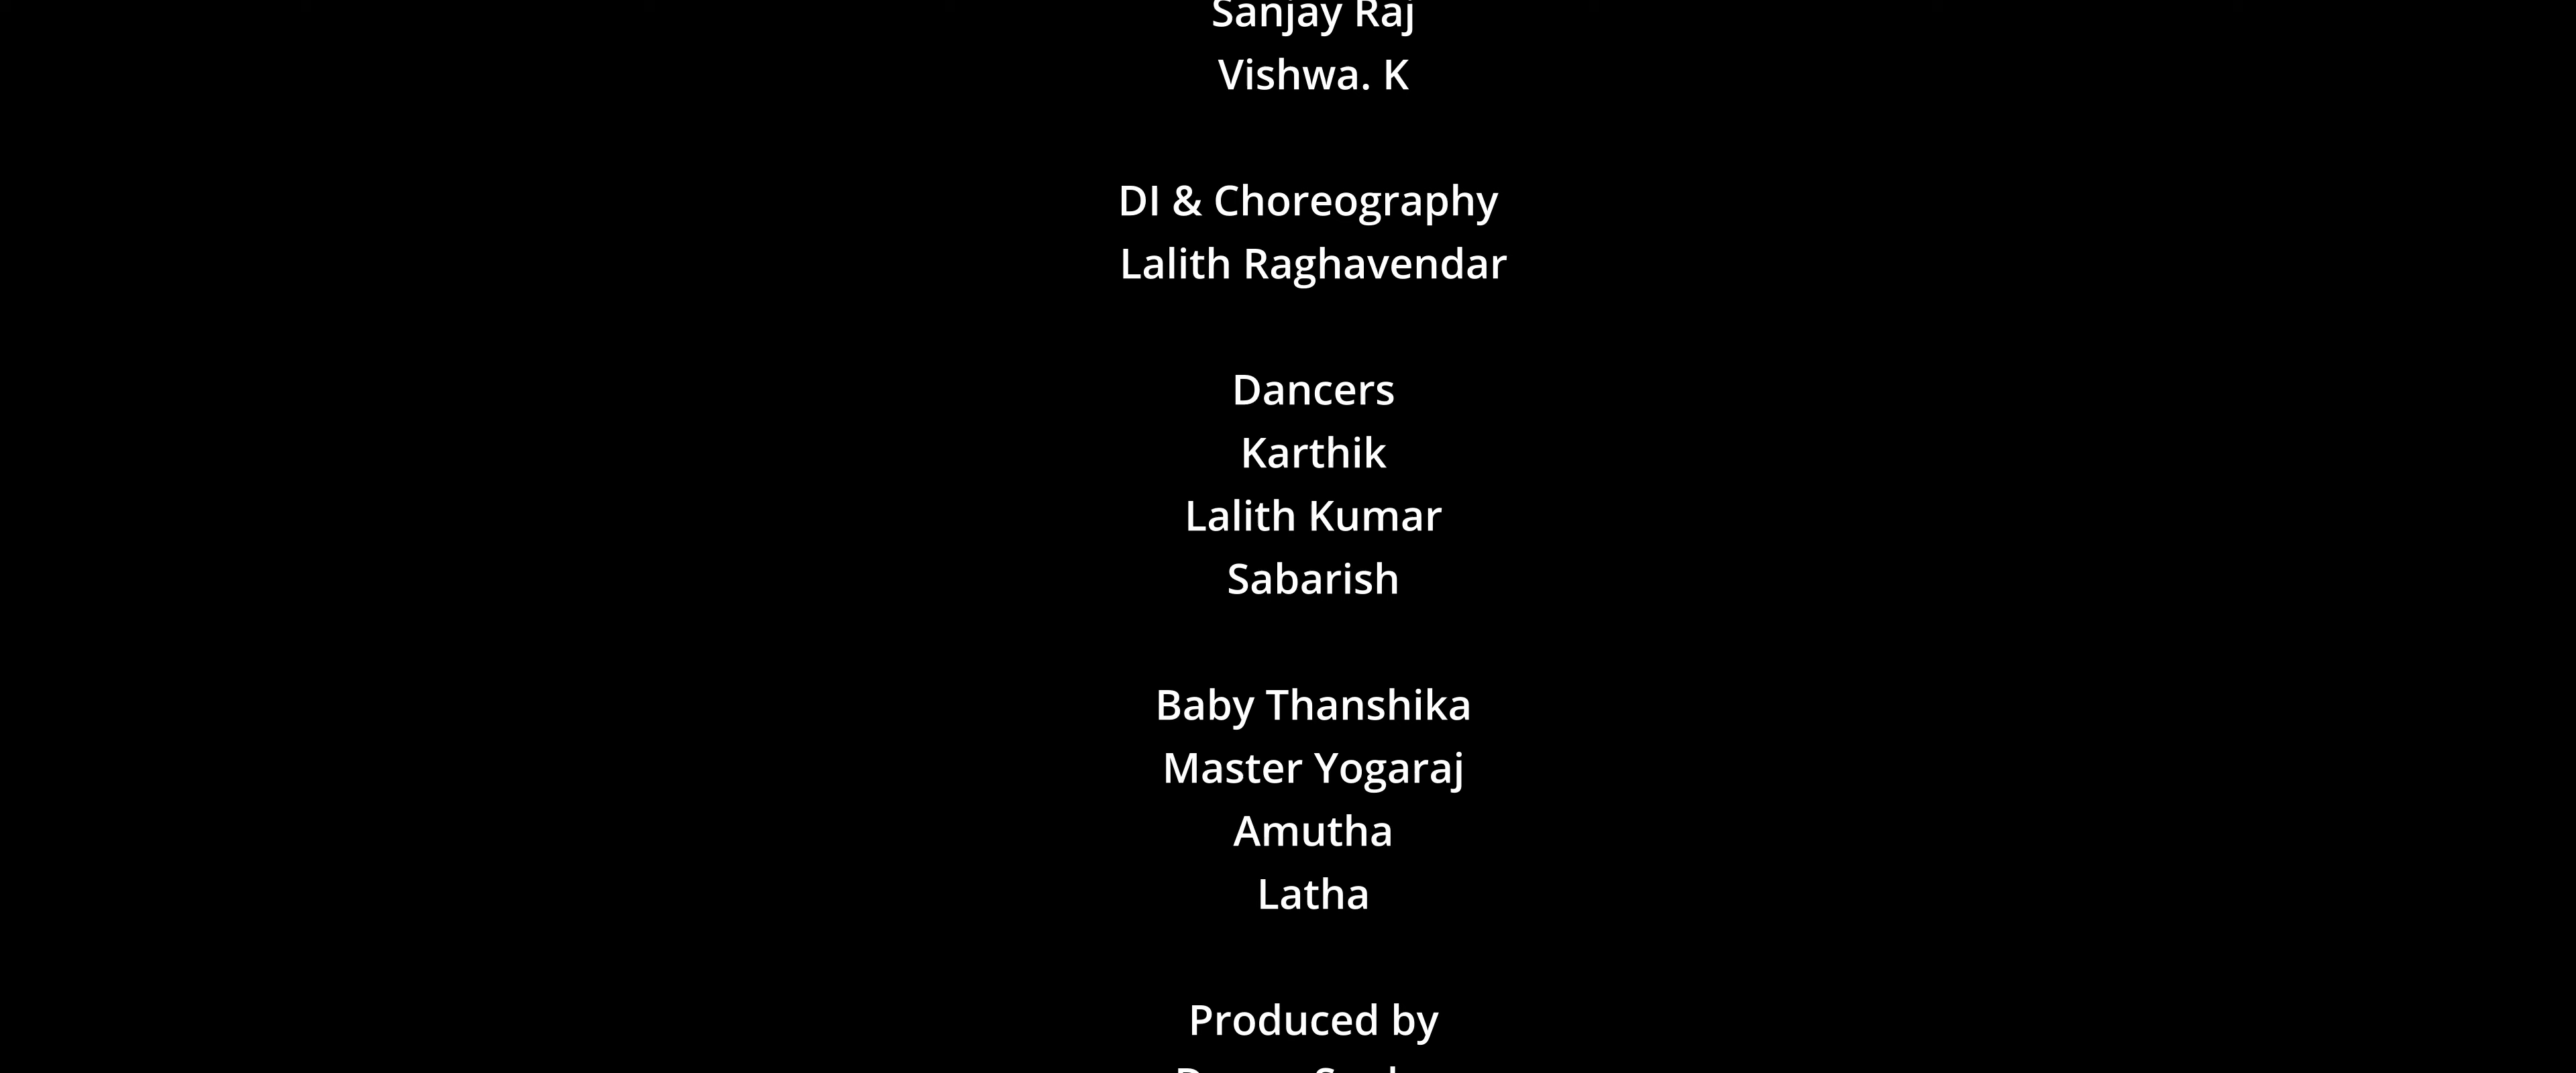 Sanjay Raj
Vishwa. K
DI & Choreography
Lalith Raghavendar
Dancers
Karthik
Lalith Kumar
Sabarish
Baby Thanshika
Master Yogaraj
Amutha
Latha
Produced by